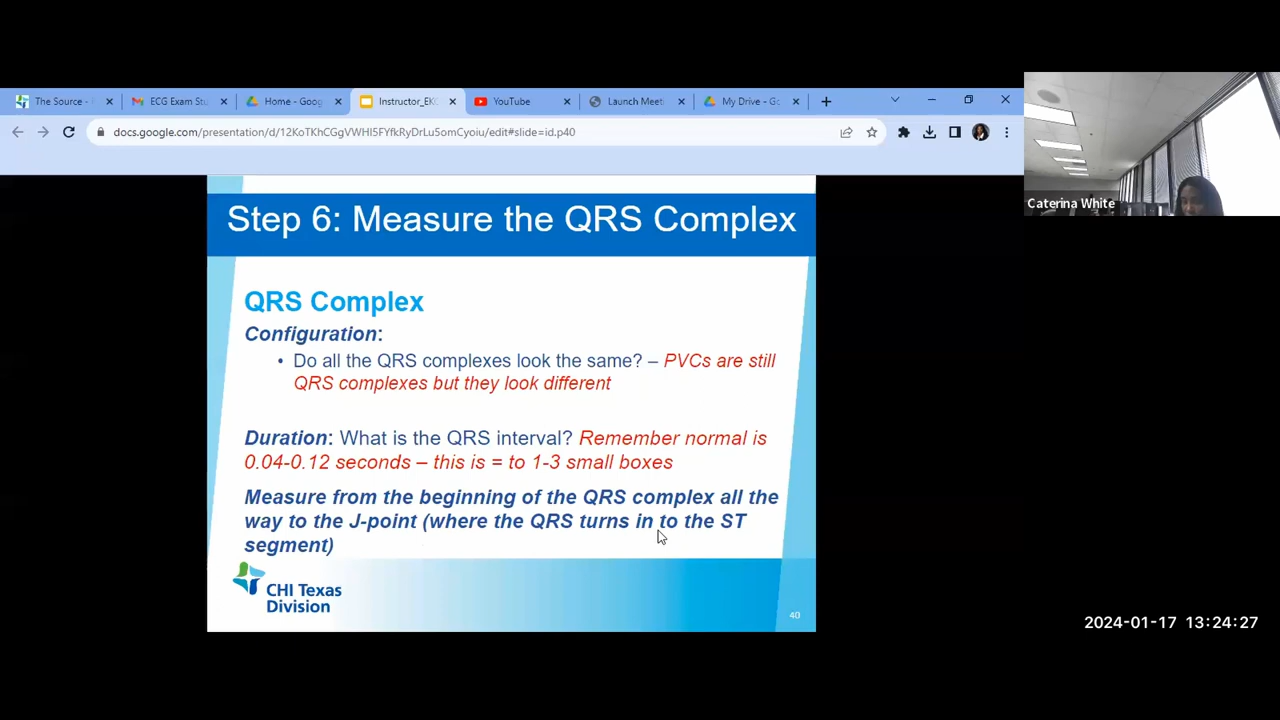 The Source -
ECG Exam Stu
Home - Goog
Instructor_EKG
YouTube
Launch Meeti
My Drive - Go
docs.google.com/presentation/d/12KoTKhCGgVWHI5FYfkRyDrLu5omCyoiu/edit#slide=id.p40
Caterina White
Step 6: Measure the QRS Complex
QRS Complex
Configuration:
• Do all the QRS complexes look the same? – PVCs are still
QRS complexes but they look different
Duration: What is the QRS interval? Remember normal is
0.04-0.12 seconds – this is = to 1-3 small boxes
Measure from the beginning of the QRS complex all the
way to the J-point (where the QRS turns in to the ST
segment)
CHI Texas
Division
40
2024-01-17 13:24:27